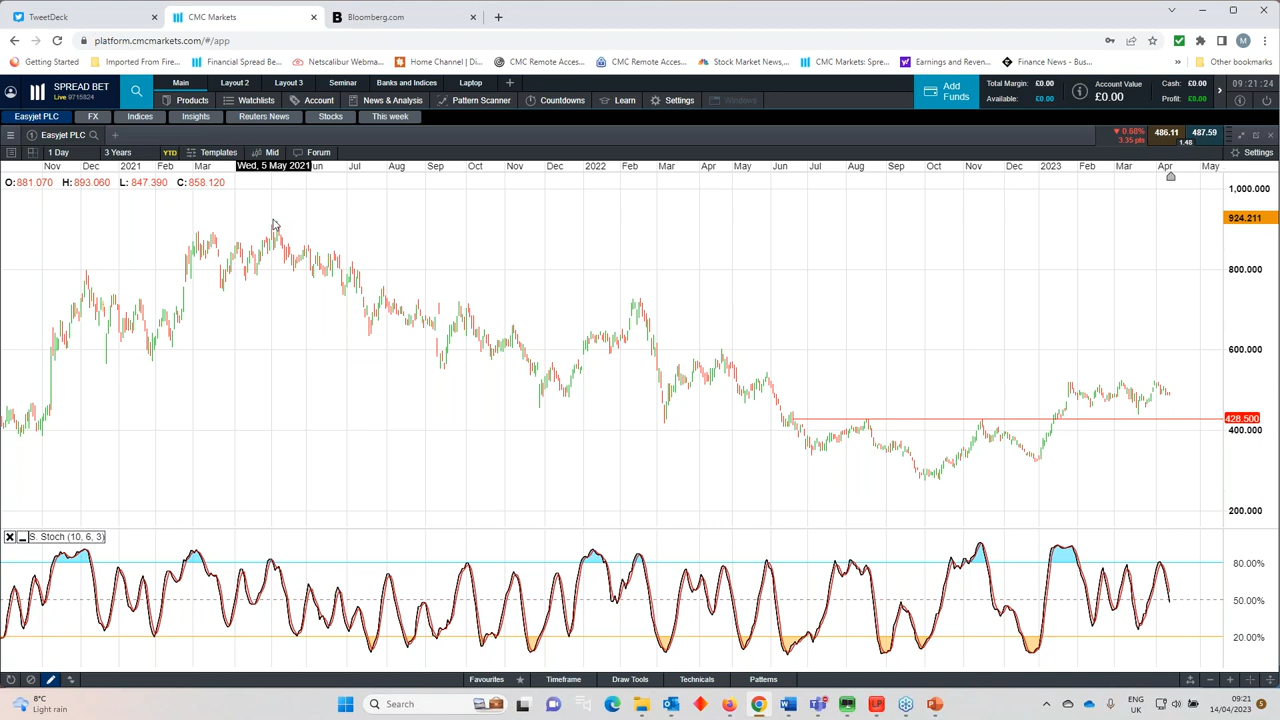 TweetDeck
CMC Markets
Bloomberg.com
platform.cmcmarkets.com/#/app
M
Getting Started
Imported From Firef...
Financial Spread Be...
Netscalibur Webma...
Home Channel | Di...
CMC Remote Acces...
CMC Remote Acces...
Stock Market News,...
CMC Markets: Sprea...
Earnings and Reven...
Finance News - Bus...
Other bookmarks
SPREAD BET
Live 9715824
Main
Layout 2
Layout 3
Seminar
Banks and Indices
Laptop
Products
Watchlists
Account
News & Analysis
Pattern Scanner
Countdowns
Learn
Settings
Windows
Add Funds
Total Margin: £0.00
Available: £0.00
Account Value
£0.00
Cash: £0.00
Profit: £0.00
09:21:24
Easyjet PLC
FX
Indices
Insights
Reuters News
Stocks
This week
1 Easyjet PLC
0.68%
3.35 pts
486.11
487.59
1.48
1 Day
3 Years
YTD
Templates
Mid
Forum
Settings
Nov Dec 2021 Feb Mar Wed, 5 May 2021 un Jul Aug Sep Oct Nov 2022 Feb Mar Apr May Jun Jul Aug Sep Oct Nov Dec 2023 Feb Mar Apr May
O:881.070 H:893.060 L:847.390 C:858.120
1,000.000
924.211
800.000
600.000
428.500
400.000
200.000
S. Stoch (10, 6, 3)
80.00%
50.00%
20.00%
Favourites
Timeframe
Draw Tools
Technicals
Patterns
8°C
Light rain
Search
ENG
UK
09:21
14/04/2023